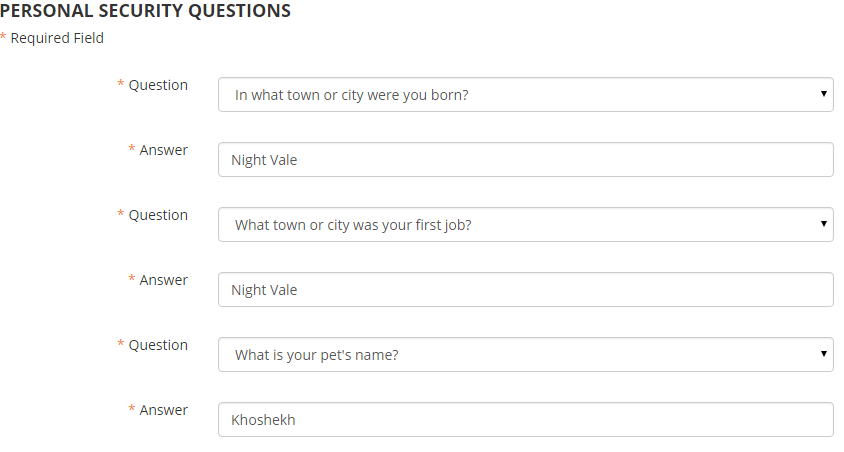 PERSONAL SECURITY QUESTIONS
* Required Field
* Question
In what town or city were you born?
* Answer
Night Vale
* Question
What town or city was your first job?
* Answer
Night Vale
* Question
What is your pet's name?
* Answer
Khoshekh